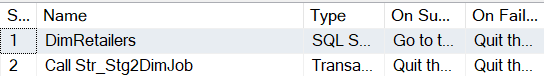 S... Name Type On Su... On Fail...
1 DimRetailers SQL S... Go to t... Quit th...
2 Call Str_Stg2DimJob Transa... Quit th... Quit th...